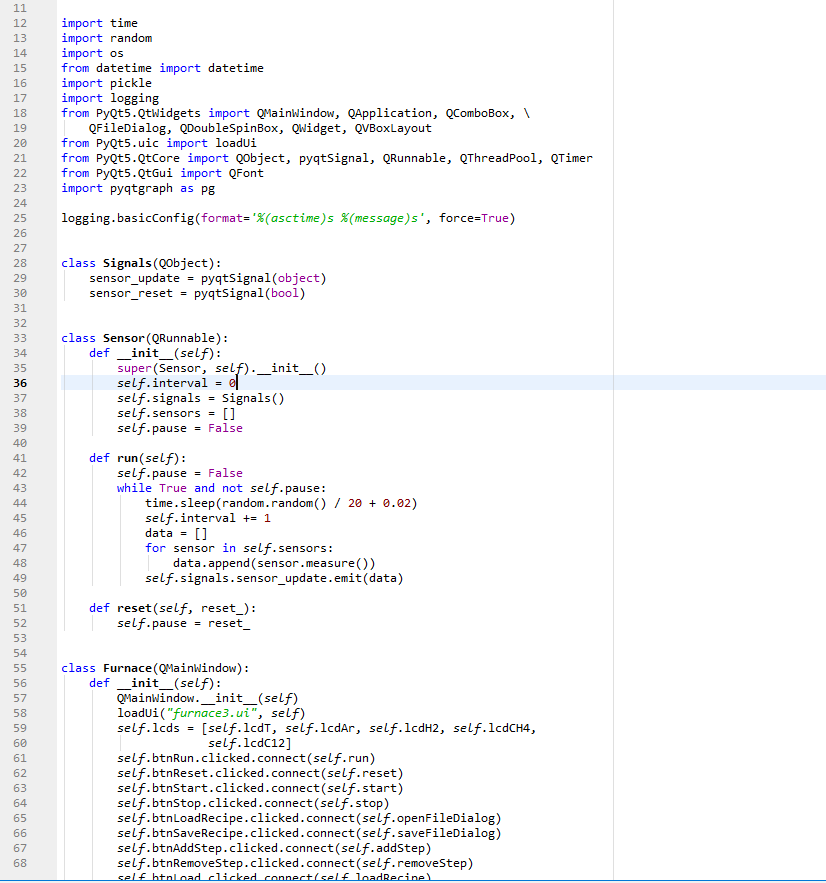 11
12 import time
13 import random
14 import os
15 from datetime import datetime
16 import pickle
17 import logging
18 from PyQt5.QtWidgets import QMainWindow, QApplication, QComboBox, \
19     QFileDialog, QDoubleSpinBox, QWidget, QVBoxLayout
20 from PyQt5.uic import loadUi
21 from PyQt5.QtCore import QObject, pyqtSignal, QRunnable, QThreadPool, QTimer
22 from PyQt5.QtGui import QFont
23 import pyqtgraph as pg
24
25 logging.basicConfig(format='%(asctime)s %(message)s', force=True)
26
27
28 class Signals(QObject):
29     sensor_update = pyqtSignal(object)
30     sensor_reset = pyqtSignal(bool)
31
32
33 class Sensor(QRunnable):
34     def __init__(self):
35         super(Sensor, self).__init__()
36         self.interval = 0
37         self.signals = Signals()
38         self.sensors = []
39         self.pause = False
40
41     def run(self):
42         self.pause = False
43         while True and not self.pause:
44             time.sleep(random.random() / 20 + 0.02)
45             self.interval += 1
46             data = []
47             for sensor in self.sensors:
48                 data.append(sensor.measure())
49             self.signals.sensor_update.emit(data)
50
51     def reset(self, reset_):
52         self.pause = reset_
53
54
55 class Furnace(QMainWindow):
56     def __init__(self):
57         QMainWindow.__init__(self)
58         loadUi("furnace3.ui", self)
59         self.lcds = [self.lcdT, self.lcdAr, self.lcdH2, self.lcdCH4,
60                      self.lcdC12]
61         self.btnRun.clicked.connect(self.run)
62         self.btnReset.clicked.connect(self.reset)
63         self.btnStart.clicked.connect(self.start)
64         self.btnStop.clicked.connect(self.stop)
65         self.btnLoadRecipe.clicked.connect(self.openFileDialog)
66         self.btnSaveRecipe.clicked.connect(self.saveFileDialog)
67         self.btnAddStep.clicked.connect(self.addStep)
68         self.btnRemoveStep.clicked.connect(self.removeStep)
        self.btnLoad.clicked.connect(self.loadRecipe)